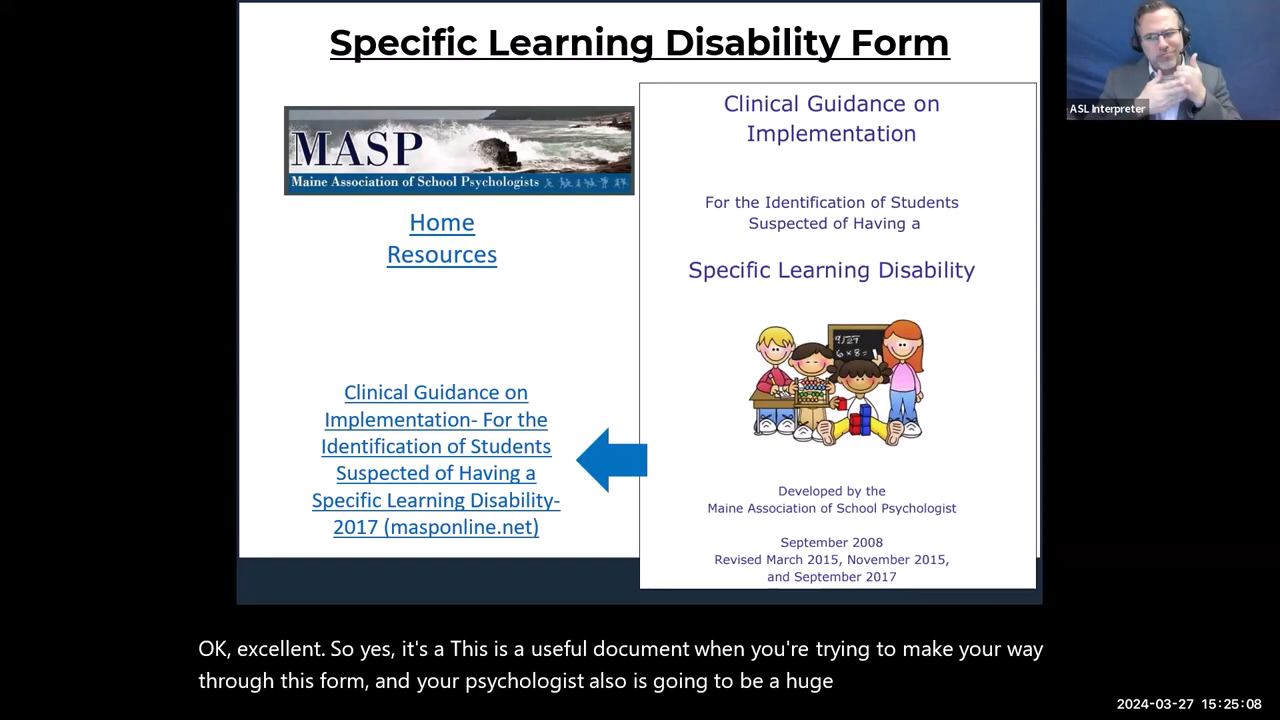 Specific Learning Disability Form
MASP
Maine Association of School Psychologists
Home
Resources
Clinical Guidance on
Implementation- For the
Identification of Students
Suspected of Having a
Specific Learning Disability-
2017 (masponline.net)
Clinical Guidance on
Implementation
For the Identification of Students
Suspected of Having a
Specific Learning Disability
6 x 8 =
Developed by the
Maine Association of School Psychologist
September 2008
Revised March 2015, November 2015,
and September 2017
ASL Interpreter
OK, excellent. So yes, it's a This is a useful document when you're trying to make your way
through this form, and your psychologist also is going to be a huge
2024-03-27 15:25:08